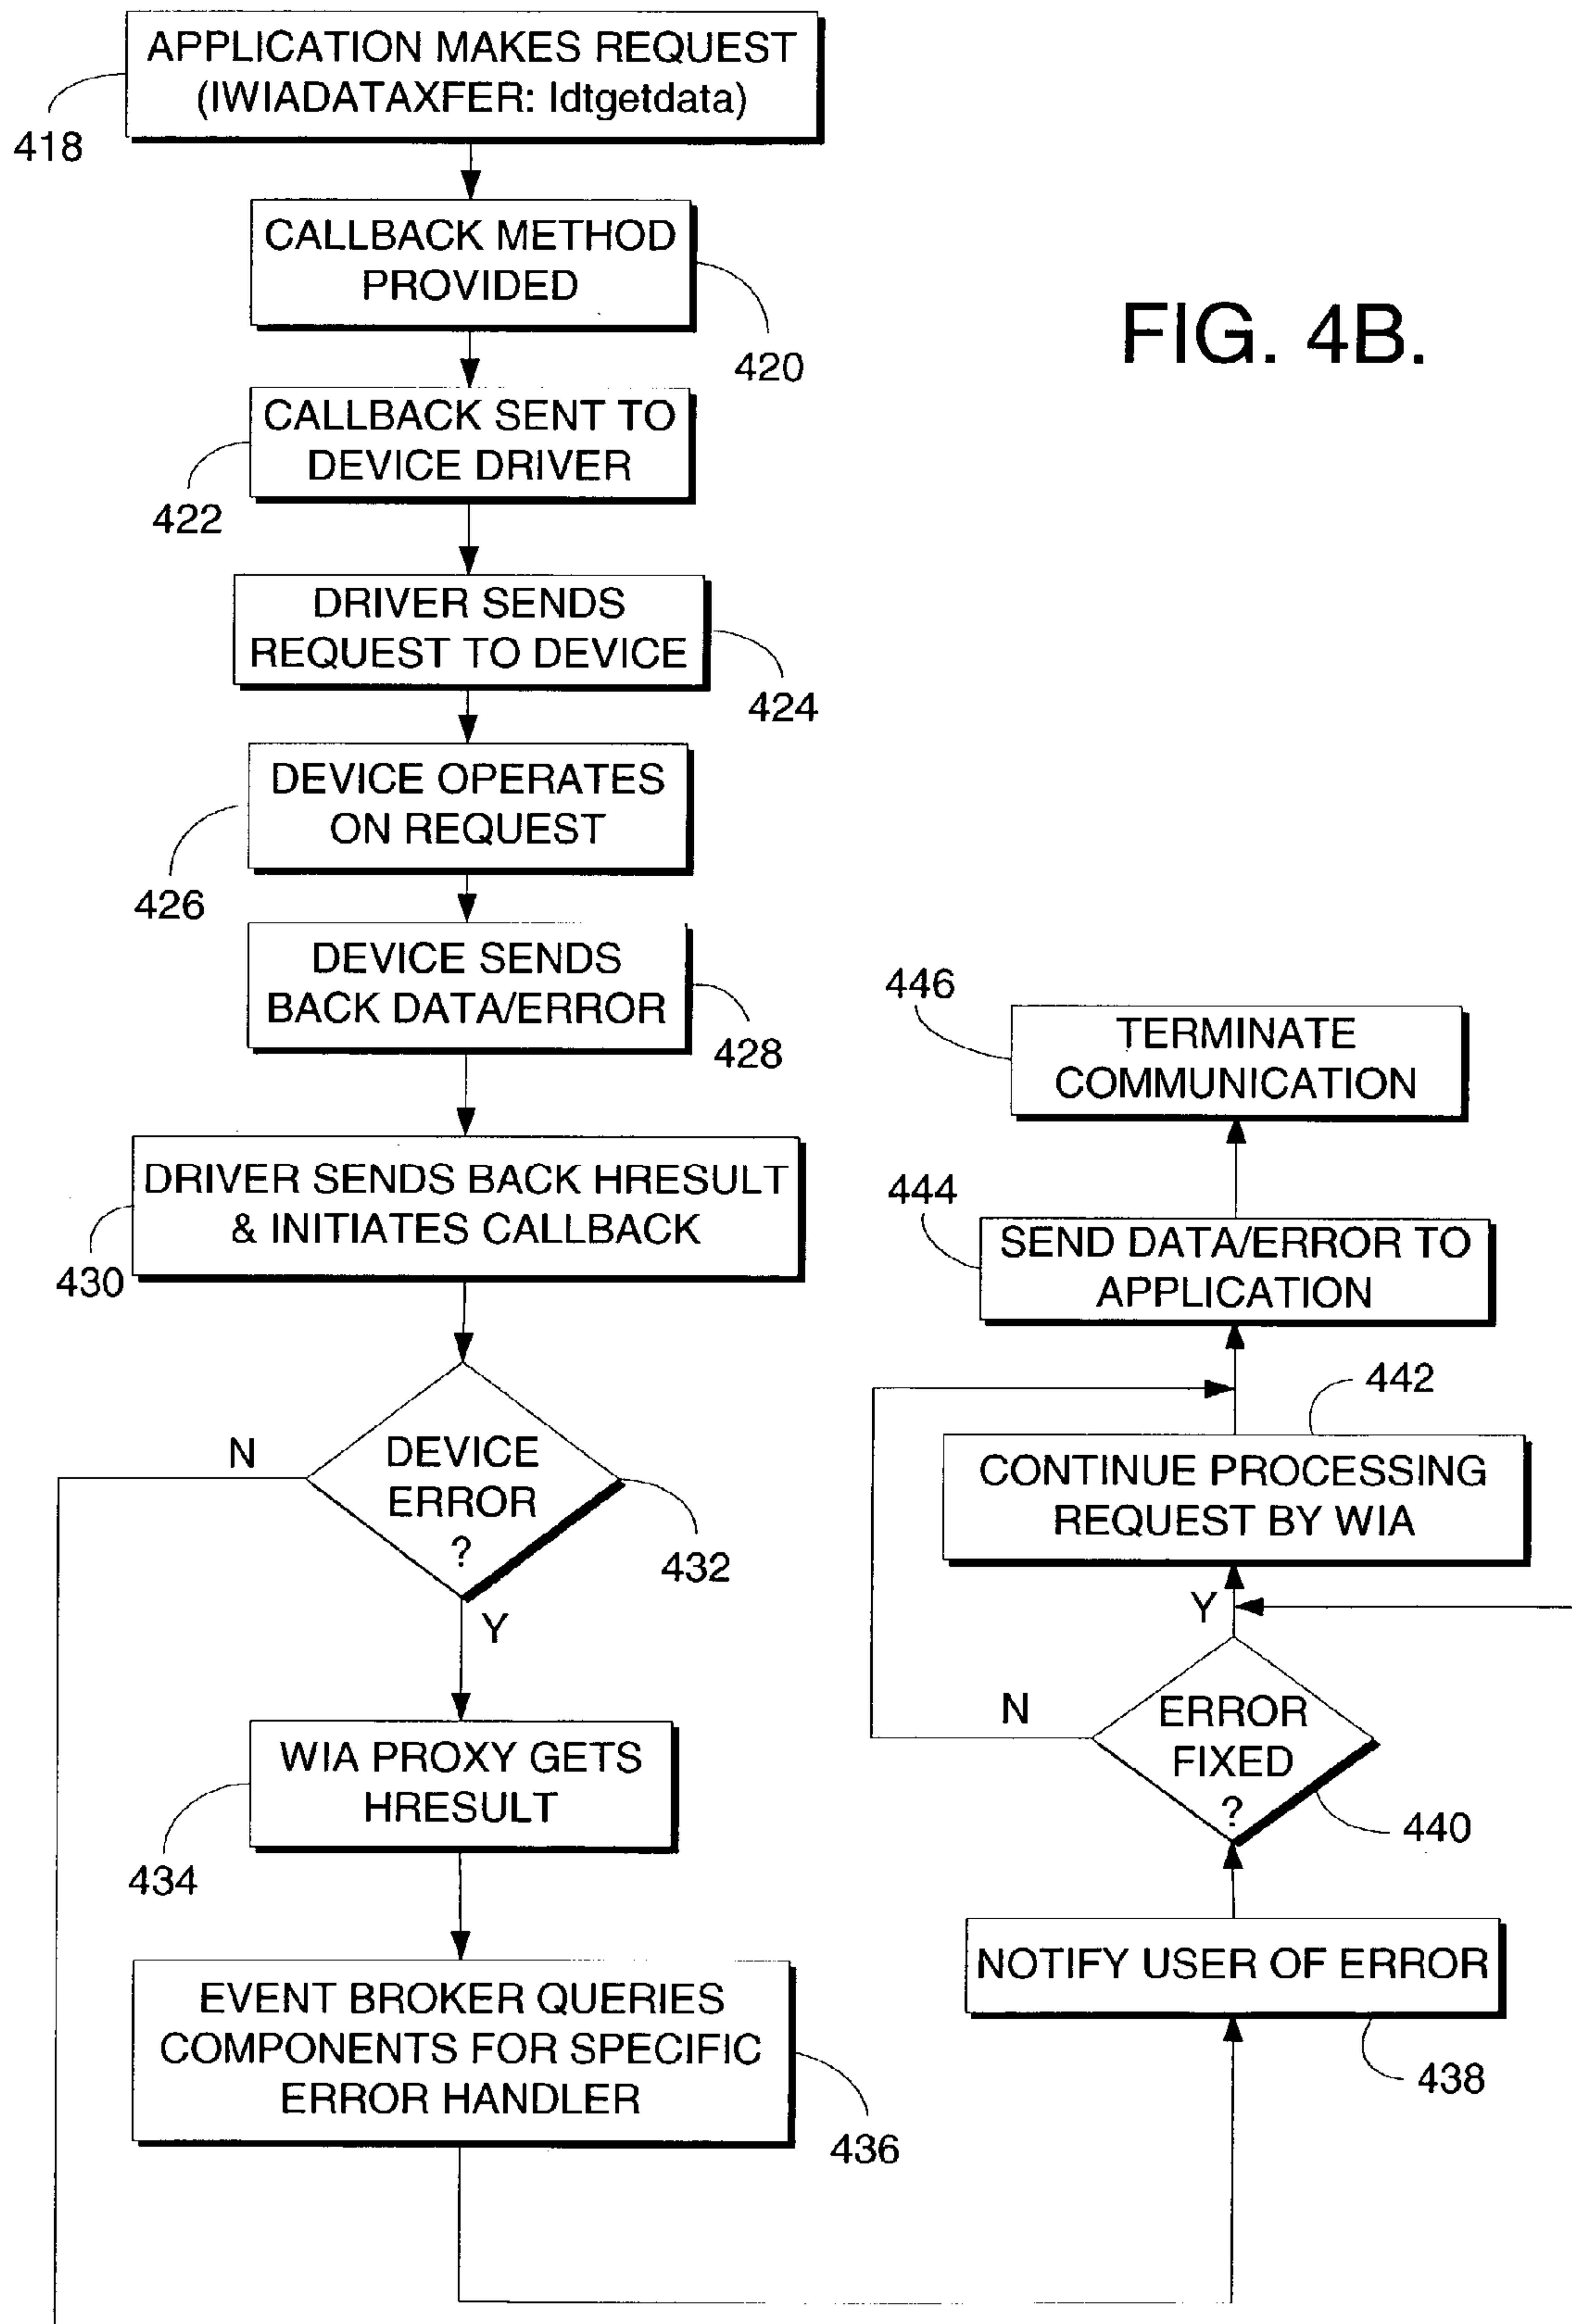 APPLICATION MAKES REQUEST
(IWIADATAXFER: Idtgetdata)
418
CALLBACK METHOD
PROVIDED
420
FIG. 4B.
CALLBACK SENT TO
DEVICE DRIVER
422
DRIVER SENDS
REQUEST TO DEVICE
424
DEVICE OPERATES
ON REQUEST
426
DEVICE SENDS
BACK DATA/ERROR
428
DRIVER SENDS BACK HRESULT
& INITIATES CALLBACK
430
DEVICE
ERROR
?
N
432
Y
WIA PROXY GETS
HRESULT
434
EVENT BROKER QUERIES
COMPONENTS FOR SPECIFIC
ERROR HANDLER
436
446
TERMINATE
COMMUNICATION
444
SEND DATA/ERROR TO
APPLICATION
442
CONTINUE PROCESSING
REQUEST BY WIA
Y
N
ERROR
FIXED
?
440
NOTIFY USER OF ERROR
438